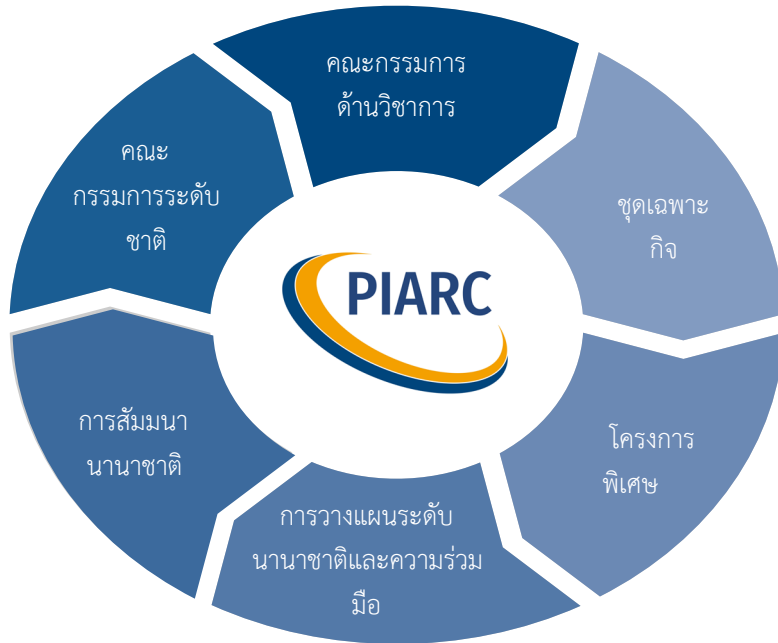 คณะกรรมการ
ด้านวิชาการ
ชุดเฉพาะ
กิจ
โครงการ
พิเศษ
การวางแผนระดับ
นานาชาติและความร่วม
มือ
การสัมมนา
นานาชาติ
คณะ
กรรมการระดับ
ชาติ
PIARC